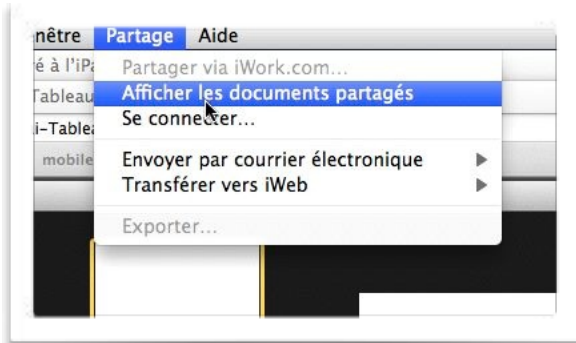 nêtre Partage Aide
é à l'iPa
Partager via iWork.com...
Tableau
Afficher les documents partagés
i-Tablea
Se connecter...
mobile
Envoyer par courrier électronique
Transférer vers iWeb
Exporter...